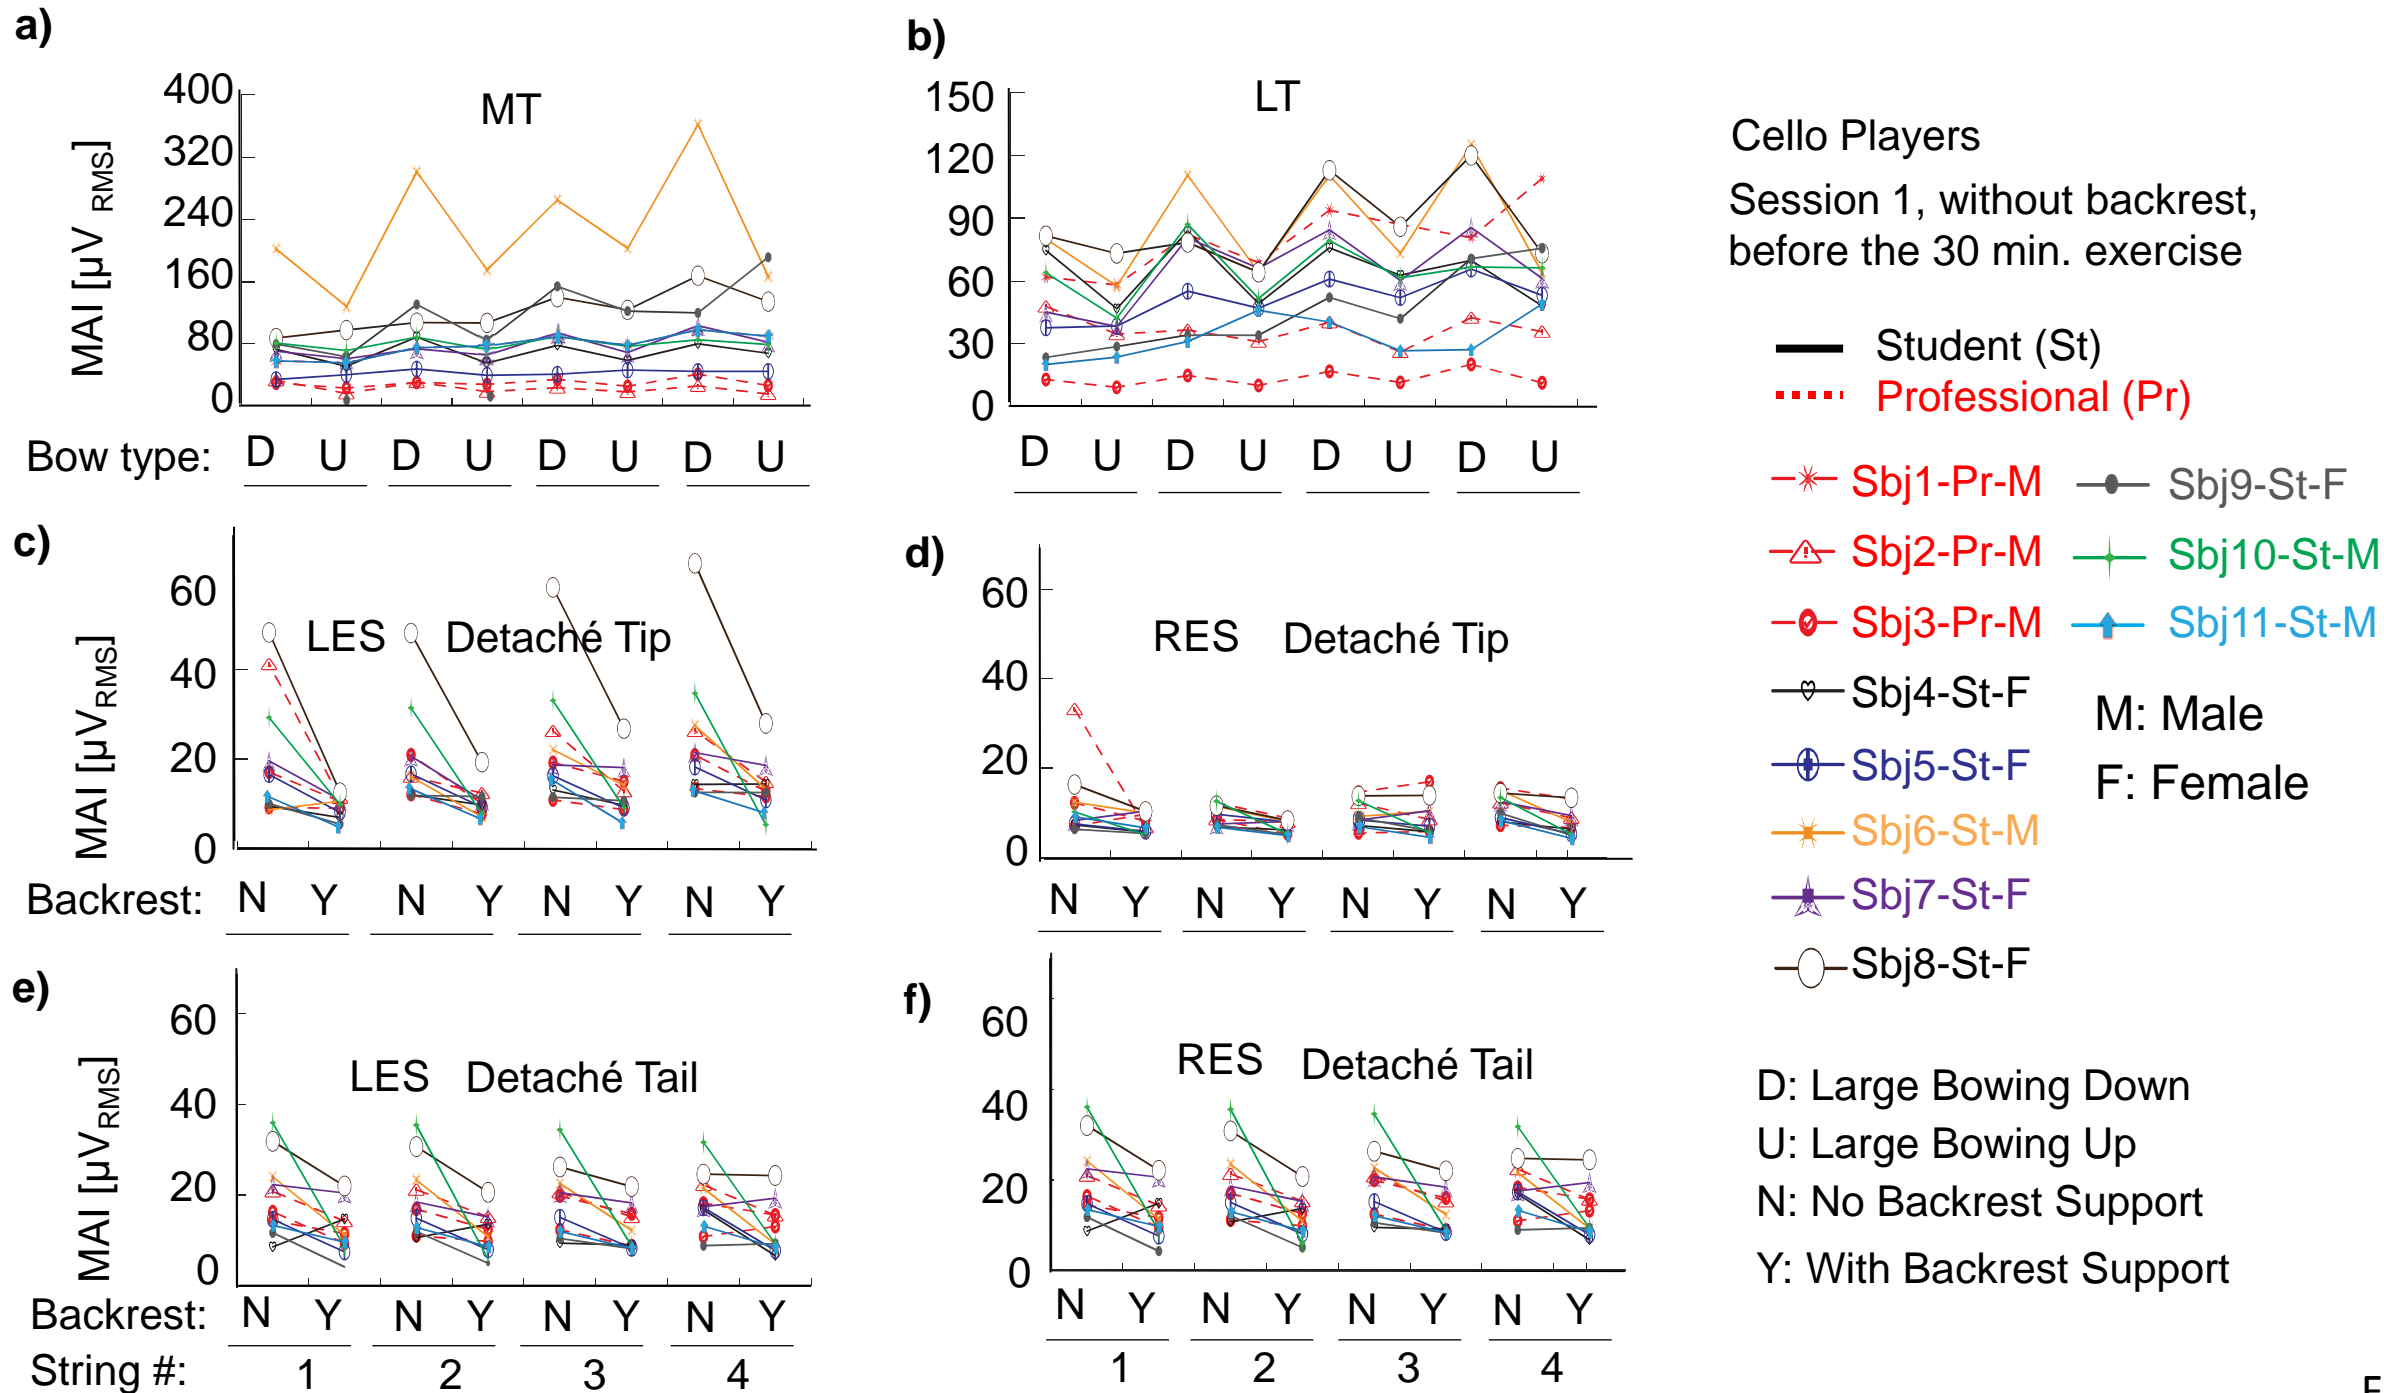 a)
MT
MAI [µV RMS]
400
320
240
160
80
0
Bow type: D U D U D U D U
b)
LT
150
120
90
60
30
0
D U D U D U D U
Cello Players
Session 1, without backrest,
before the 30 min. exercise
Student (St)
Professional (Pr)
Sbj1-Pr-M
Sbj2-Pr-M
Sbj3-Pr-M
Sbj4-St-F
Sbj5-St-F
Sbj6-St-M
Sbj7-St-F
Sbj8-St-F
Sbj9-St-F
Sbj10-St-M
Sbj11-St-M
M: Male
F: Female
c)
LES Detaché Tip
MAI [µVRMS]
60
40
20
0
Backrest: N Y N Y N Y N Y
d)
RES Detaché Tip
60
40
20
0
N Y N Y N Y N Y
e)
LES Detaché Tail
MAI [µVRMS]
60
40
20
0
Backrest: N Y N Y N Y N Y
String #: 1 2 3 4
f)
RES Detaché Tail
60
40
20
0
N Y N Y N Y N Y
1 2 3 4
D: Large Bowing Down
U: Large Bowing Up
N: No Backrest Support
Y: With Backrest Support